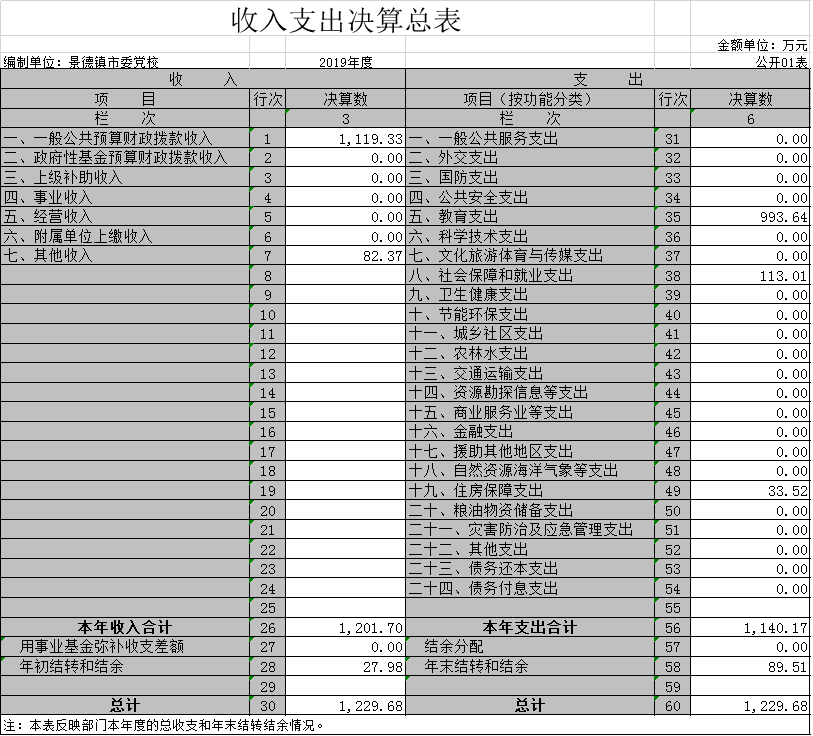 收入支出决算总表
金额单位：万元
编制单位：景德镇市委党校 2019年度 公开01表
收 入 支 出
项 目 行次 决算数 项目（按功能分类） 行次 决算数
栏 次 3 栏 次 6
一、一般公共预算财政拨款收入 1 1,119.33 一、一般公共服务支出 31 0.00
二、政府性基金预算财政拨款收入 2 0.00 二、外交支出 32 0.00
三、上级补助收入 3 0.00 三、国防支出 33 0.00
四、事业收入 4 0.00 四、公共安全支出 34 0.00
五、经营收入 5 0.00 五、教育支出 35 993.64
六、附属单位上缴收入 6 0.00 六、科学技术支出 36 0.00
七、其他收入 7 82.37 七、文化旅游体育与传媒支出 37 0.00
8 八、社会保障和就业支出 38 113.01
9 九、卫生健康支出 39 0.00
10 十、节能环保支出 40 0.00
11 十一、城乡社区支出 41 0.00
12 十二、农林水支出 42 0.00
13 十三、交通运输支出 43 0.00
14 十四、资源勘探信息等支出 44 0.00
15 十五、商业服务业等支出 45 0.00
16 十六、金融支出 46 0.00
17 十七、援助其他地区支出 47 0.00
18 十八、自然资源海洋气象等支出 48 0.00
19 十九、住房保障支出 49 33.52
20 二十、粮油物资储备支出 50 0.00
21 二十一、灾害防治及应急管理支出 51 0.00
22 二十二、其他支出 52 0.00
23 二十三、债务还本支出 53 0.00
24 二十四、债务付息支出 54 0.00
25 55
本年收入合计 26 1,201.70 本年支出合计 56 1,140.17
用事业基金弥补收支差额 27 0.00 结余分配 57 0.00
年初结转和结余 28 27.98 年末结转和结余 58 89.51
29 59
总计 30 1,229.68 总计 60 1,229.68
注：本表反映部门本年度的总收支和年末结转结余情况。